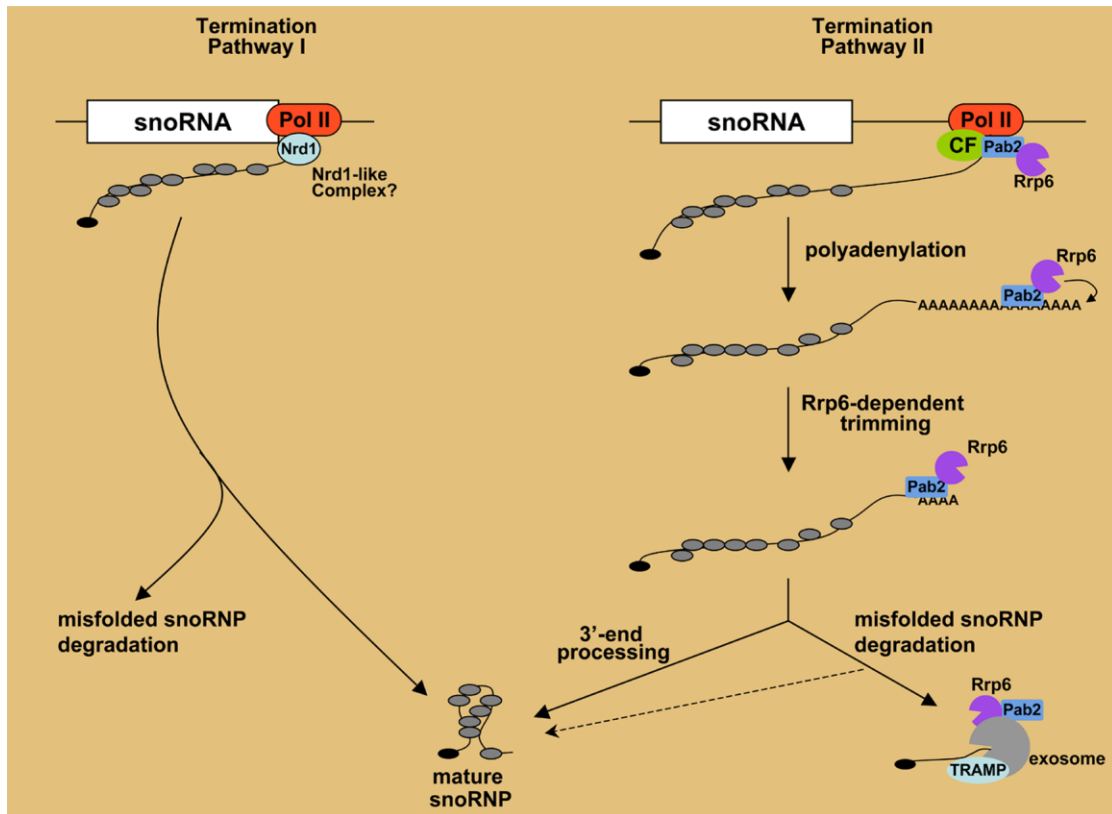 Termination
Pathway I
snoRNA
Pol II
Nrd1
Nrd1-like
Complex?
misfolded snoRNP
degradation
Termination
Pathway II
snoRNA
Pol II
CF
Pab2
Rrp6
polyadenylation
Rrp6
Pab2
AAAAAAAAAAAAAAAA
Rrp6-dependent
trimming
Rrp6
Pab2
AAAA
3'-end
processing
misfolded snoRNP
degradation
mature
snoRNP
Rrp6
Pab2
exosome
TRAMP